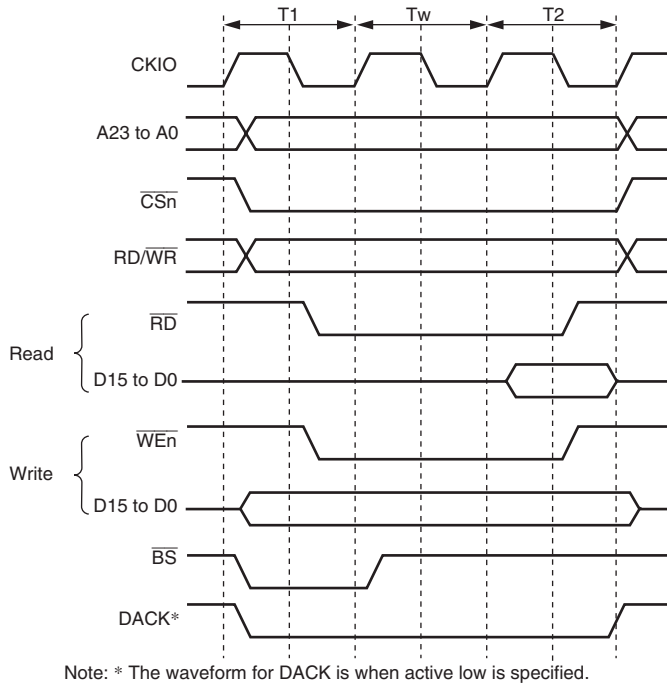 T1 Tw T2
CKIO
A23 to A0
CSn
RD/WR
RD
Read
D15 to D0
WEn
Write
D15 to D0
BS
DACK*
Note: * The waveform for DACK is when active low is specified.